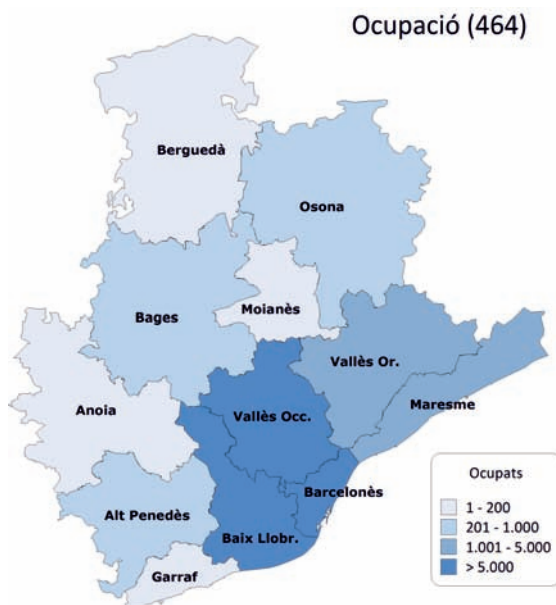 Ocupació (464)
Berguedà
Osona
Bages
Moianès
Vallès Or.
Anoia
Vallès Occ.
Maresme
Barcelonès
Alt Penedès
Baix Llobr.
Garraf
Ocupats
1 - 200
201 - 1.000
1.001 - 5.000
> 5.000